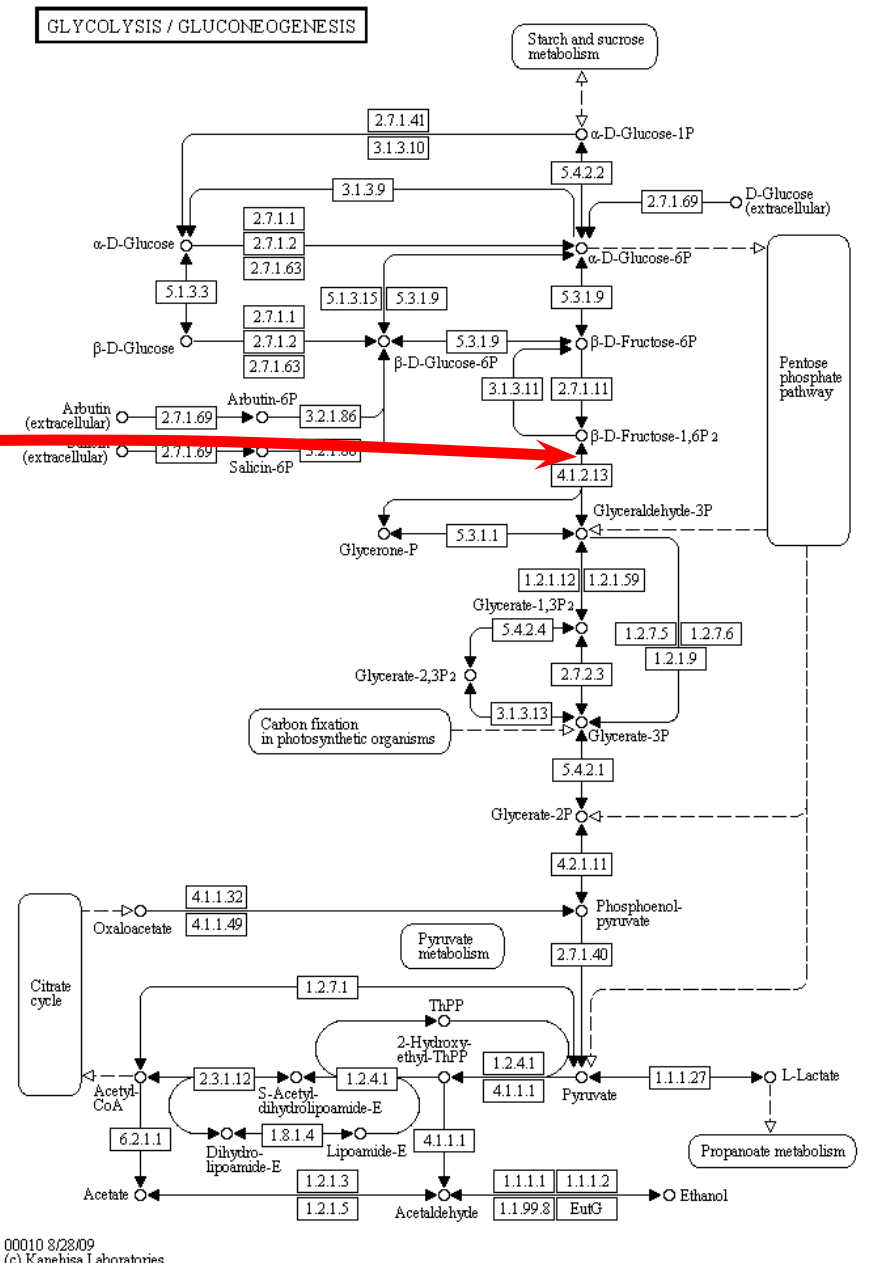 GLYCOLYSIS / GLUCONEOGENESIS
Starch and sucrose
metabolism
2.7.1.41
3.1.3.10
α-D-Glucose-1P
5.4.2.2
3.1.3.9
2.7.1.69
D-Glucose
(extracellular)
2.7.1.1
α-D-Glucose
2.7.1.2
2.7.1.63
α-D-Glucose-6P
5.1.3.3
5.1.3.15
5.3.1.9
5.3.1.9
2.7.1.1
β-D-Glucose
2.7.1.2
2.7.1.63
β-D-Glucose-6P
5.3.1.9
β-D-Fructose-6P
Pentose
phosphate
pathway
3.1.3.11
2.7.1.11
Arbutin
(extracellular)
2.7.1.69
Arbutin-6P
3.2.1.86
β-D-Fructose-1,6P2
(extracellular)
2.7.1.69
Salicin-6P
3.2.1.86
4.1.2.13
Glyceraldehyde-3P
Glycerone-P
5.3.1.1
1.2.1.12
1.2.1.59
Glycerate-1,3P2
5.4.2.4
1.2.7.5
1.2.7.6
1.2.1.9
Glycerate-2,3P2
2.7.2.3
3.1.3.13
Carbon fixation
in photosynthetic organisms
Glycerate-3P
5.4.2.1
Glycerate-2P
4.2.1.11
4.1.1.32
Oxaloacetate
4.1.1.49
Phosphoenol-
pyruvate
Pyruvate
metabolism
2.7.1.40
Citrate
cycle
1.2.7.1
ThPP
2-Hydroxy-
ethyl-ThPP
1.2.4.1
4.1.1.1
Acetyl-
CoA
2.3.1.12
S-Acetyl-
dihydrolipoamide-E
1.2.4.1
Pyruvate
1.1.1.27
L-Lactate
6.2.1.1
Dihydro-
lipoamide-E
1.8.1.4
Lipoamide-E
4.1.1.1
Propanoate metabolism
Acetate
1.2.1.3
1.2.1.5
Acetaldehyde
1.1.1.1
1.1.1.2
1.1.99.8
EutG
Ethanol
00010 8/28/09
(c) Kanehisa Laboratories